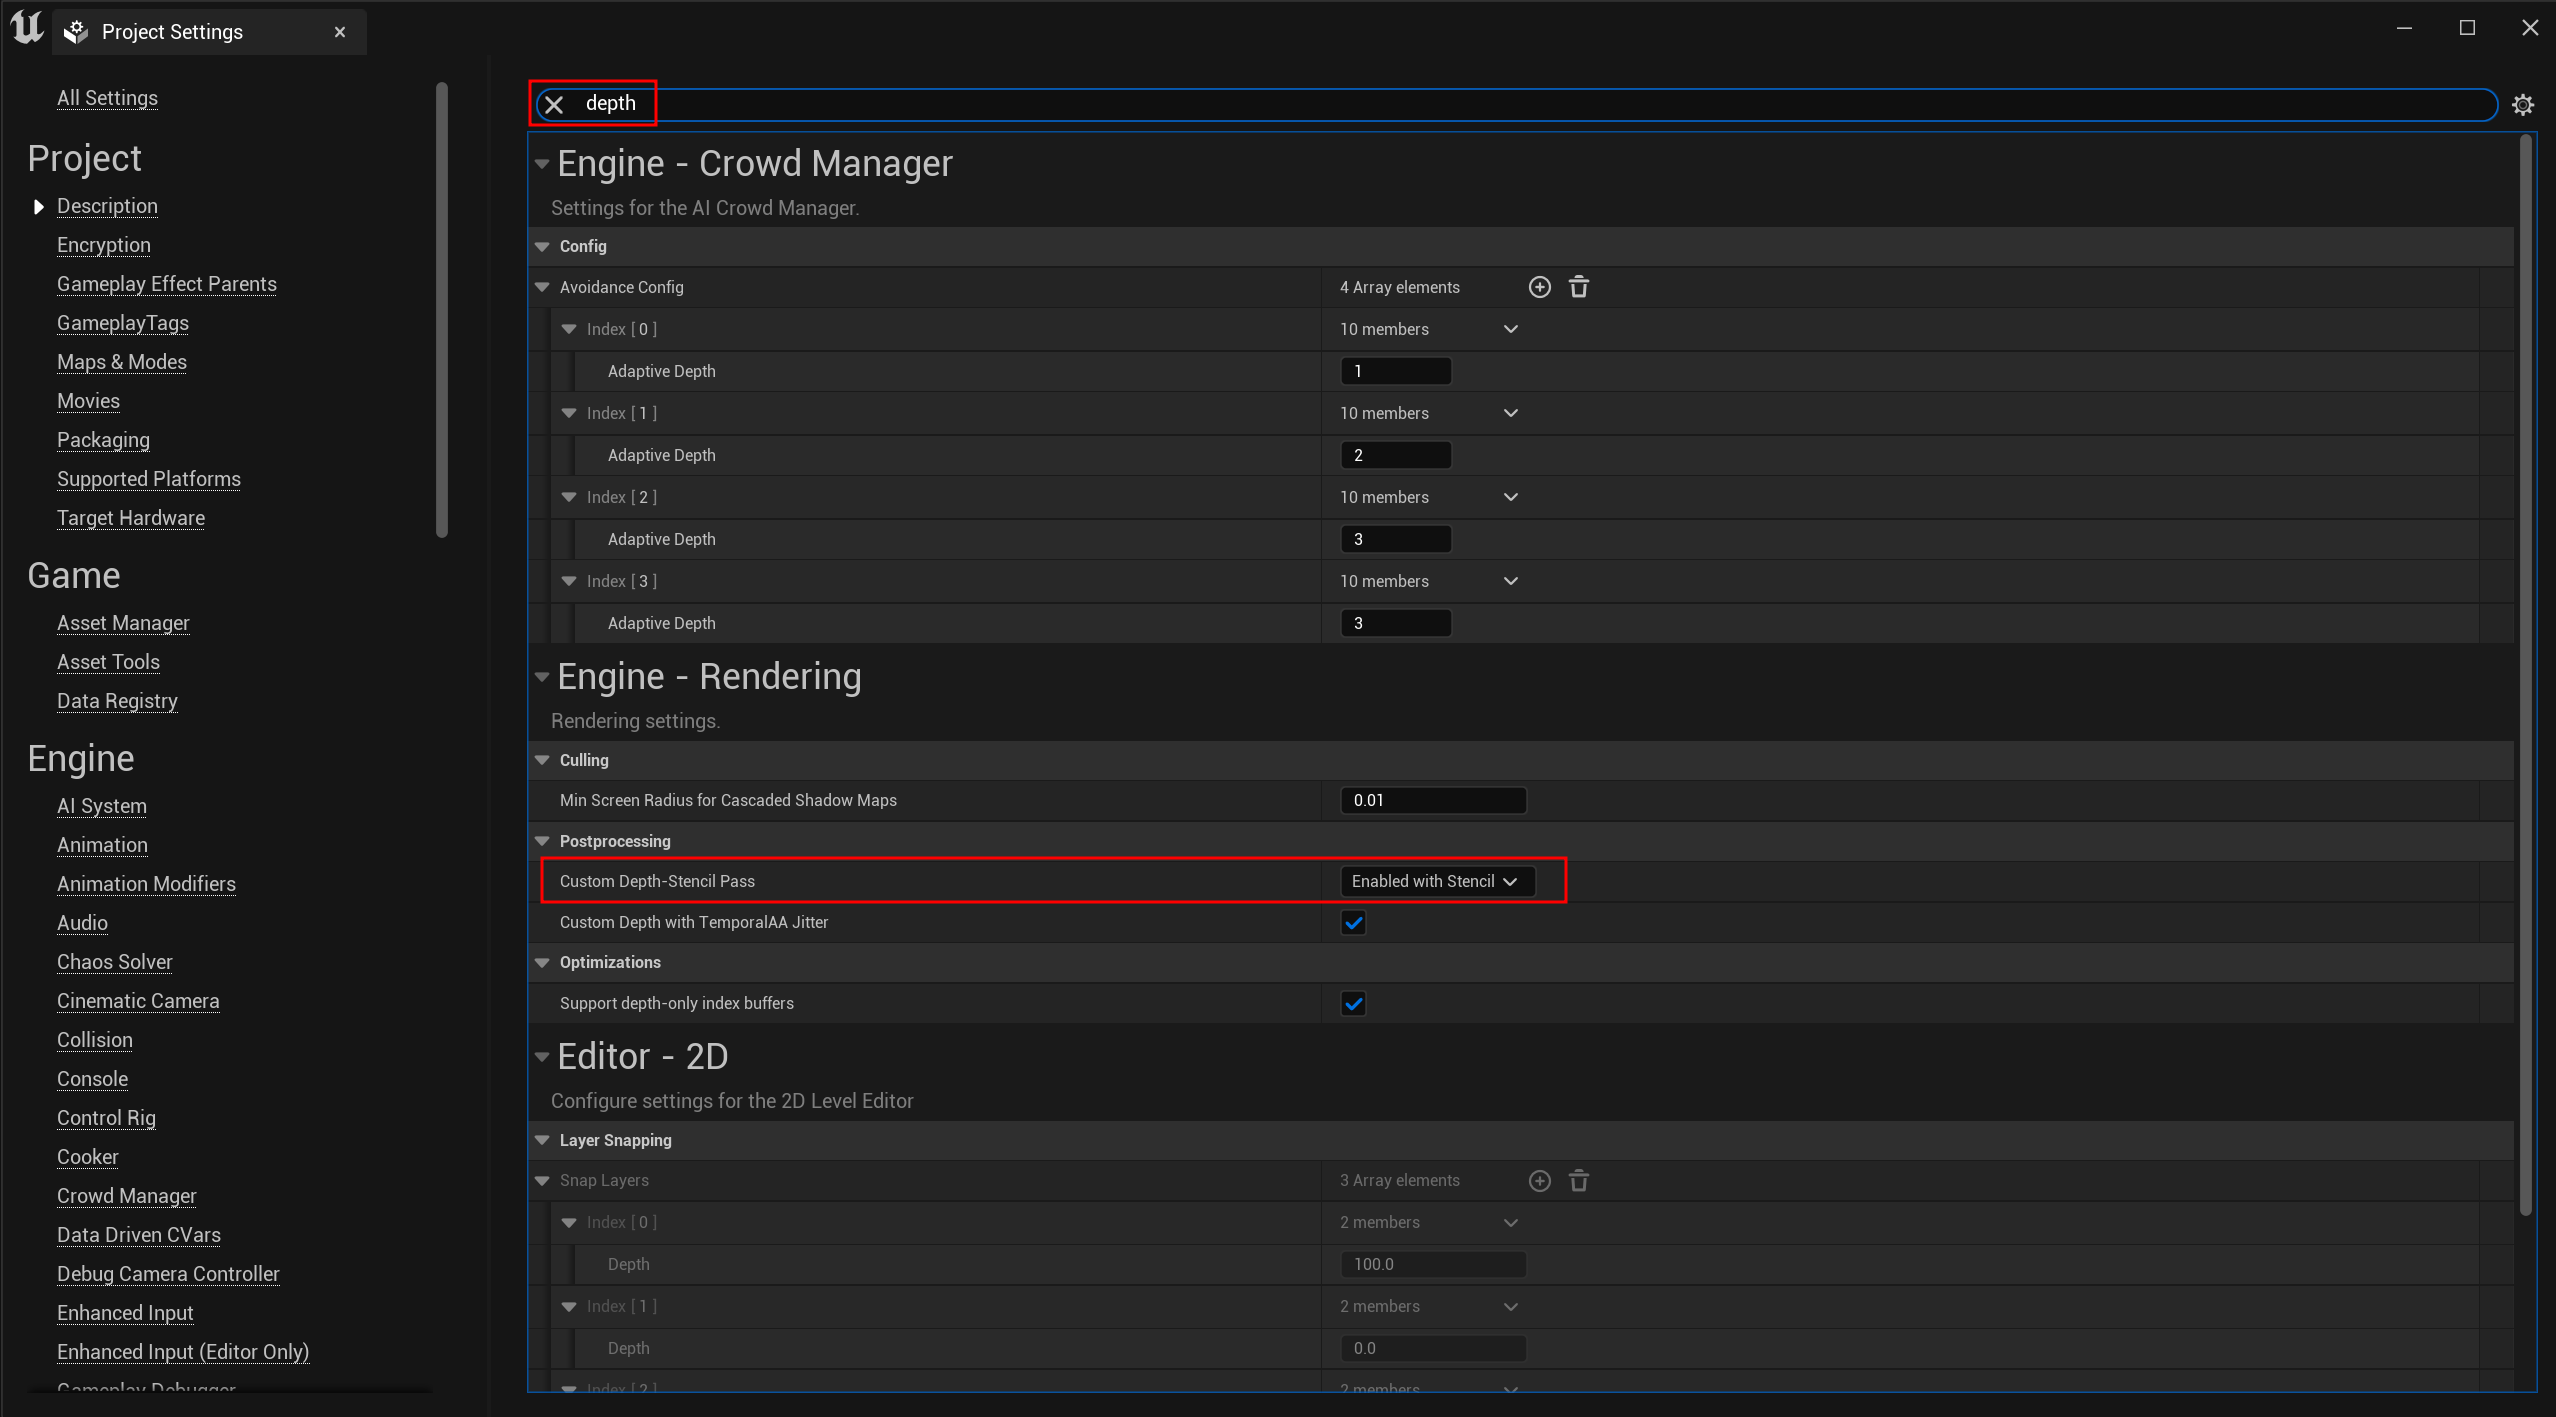 Project Settings
All Settings
Project
Description
Encryption
Gameplay Effect Parents
GameplayTags
Maps & Modes
Movies
Packaging
Supported Platforms
Target Hardware
Game
Asset Manager
Asset Tools
Data Registry
Engine
AI System
Animation
Animation Modifiers
Audio
Chaos Solver
Cinematic Camera
Collision
Console
Control Rig
Cooker
Crowd Manager
Data Driven CVars
Debug Camera Controller
Enhanced Input
Enhanced Input (Editor Only)
Gameplay Debugger
depth
Engine - Crowd Manager
Settings for the AI Crowd Manager.
Config
Avoidance Config 4 Array elements
Index [ 0 ] 10 members
Adaptive Depth 1
Index [ 1 ] 10 members
Adaptive Depth 2
Index [ 2 ] 10 members
Adaptive Depth 3
Index [ 3 ] 10 members
Adaptive Depth 3
Engine - Rendering
Rendering settings.
Culling
Min Screen Radius for Cascaded Shadow Maps 0.01
Postprocessing
Custom Depth-Stencil Pass Enabled with Stencil
Custom Depth with TemporalAA Jitter
Optimizations
Support depth-only index buffers
Editor - 2D
Configure settings for the 2D Level Editor
Layer Snapping
Snap Layers 3 Array elements
Index [ 0 ] 2 members
Depth 100.0
Index [ 1 ] 2 members
Depth 0.0
Index [ 2 ] 2 members